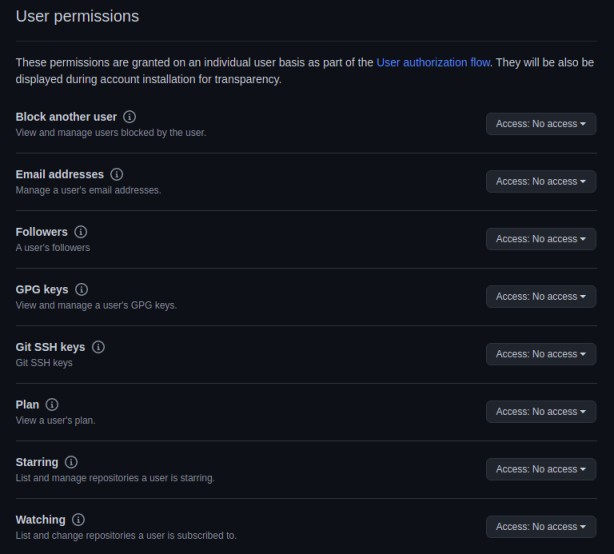 User permissions
These permissions are granted on an individual user basis as part of the User authorization flow. They will also be
displayed during account installation for transparency.
Block another user
View and manage users blocked by the user.
Access: No access
Email addresses
Manage a user's email addresses.
Access: No access
Followers
A user's followers
Access: No access
GPG keys
View and manage a user's GPG keys.
Access: No access
Git SSH keys
Git SSH keys
Access: No access
Plan
View a user's plan.
Access: No access
Starring
List and manage repositories a user is starring.
Access: No access
Watching
List and change repositories a user is subscribed to.
Access: No access